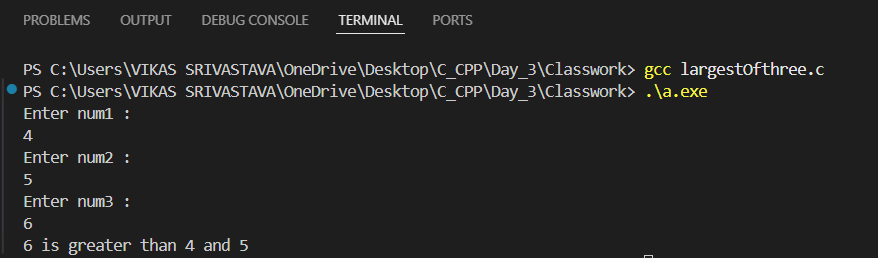 PROBLEMS OUTPUT DEBUG CONSOLE TERMINAL PORTS
PS C:\Users\VIKAS SRIVASTAVA\OneDrive\Desktop\C_CPP\Day_3\Classwork> gcc largestOfthree.c
PS C:\Users\VIKAS SRIVASTAVA\OneDrive\Desktop\C_CPP\Day_3\Classwork> .\a.exe
Enter num1 :
4
Enter num2 :
5
Enter num3 :
6
6 is greater than 4 and 5